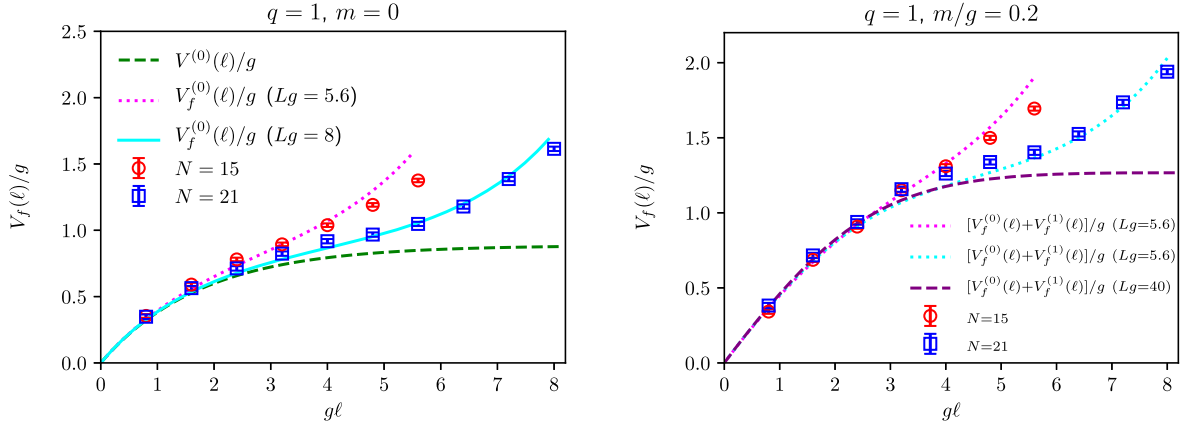 q = 1, m = 0
2.5
2.0
1.5
1.0
0.5
0.0
V_f(ℓ)/g
V^{(0)}(ℓ)/g
V_f^{(0)}(ℓ)/g (Lg = 5.6)
V_f^{(0)}(ℓ)/g (Lg = 8)
N = 15
N = 21
0 1 2 3 4 5 6 7 8
gℓ
q = 1, m/g = 0.2
2.0
1.5
1.0
0.5
0.0
V_f(ℓ)/g
[V_f^{(0)}(ℓ)+V_f^{(1)}(ℓ)]/g (Lg=5.6)
[V_f^{(0)}(ℓ)+V_f^{(1)}(ℓ)]/g (Lg=5.6)
[V_f^{(0)}(ℓ)+V_f^{(1)}(ℓ)]/g (Lg=40)
N=15
N=21
0 1 2 3 4 5 6 7 8
gℓ